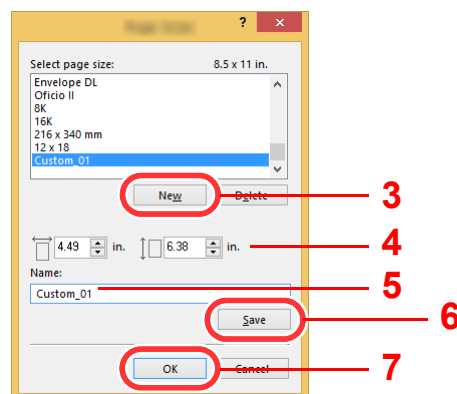 ?
Select page size: 8.5 x 11 in.
Envelope DL
Oficio II
8K
16K
216 x 340 mm
12 x 18
Custom_01
New Delete 3
4.49 in. 6.38 in. 4
Name:
Custom_01 5
Save 6
OK Cancel 7